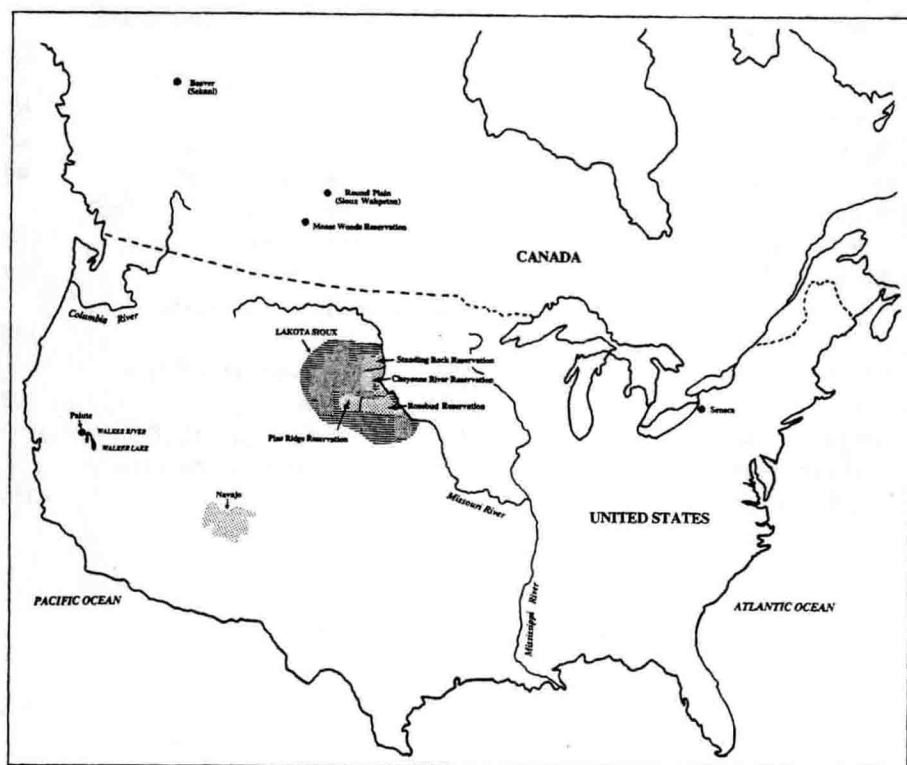 Beaver
(Sekani)
Round Plain
(Sioux Wahpeton)
Moose Woods Reservation
CANADA
Columbia River
LAKOTA SIOUX
Standing Rock Reservation
Cheyenne River Reservation
Rosebud Reservation
Seneca
Paiute
WALKER RIVER
WALKER LAKE
Pine Ridge Reservation
Navajo
Missouri River
UNITED STATES
Mississippi River
PACIFIC OCEAN
ATLANTIC OCEAN